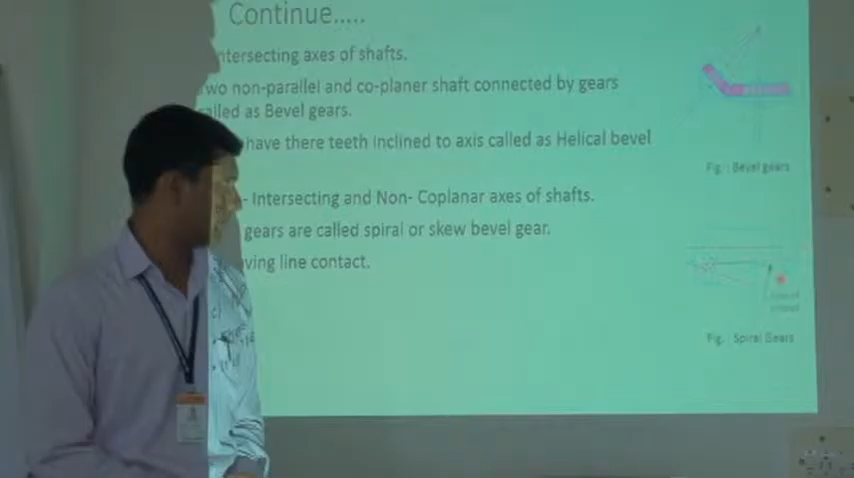 Continue.....
ntersecting axes of shafts.
wo non-parallel and co-planer shaft connected by gears
alled as Bevel gears.
have there teeth inclined to axis called as Helical bevel
- Intersecting and Non- Coplanar axes of shafts.
gears are called spiral or skew bevel gear.
ving line contact.
Fig. : Bevel gears
Fig. Spiral Gears